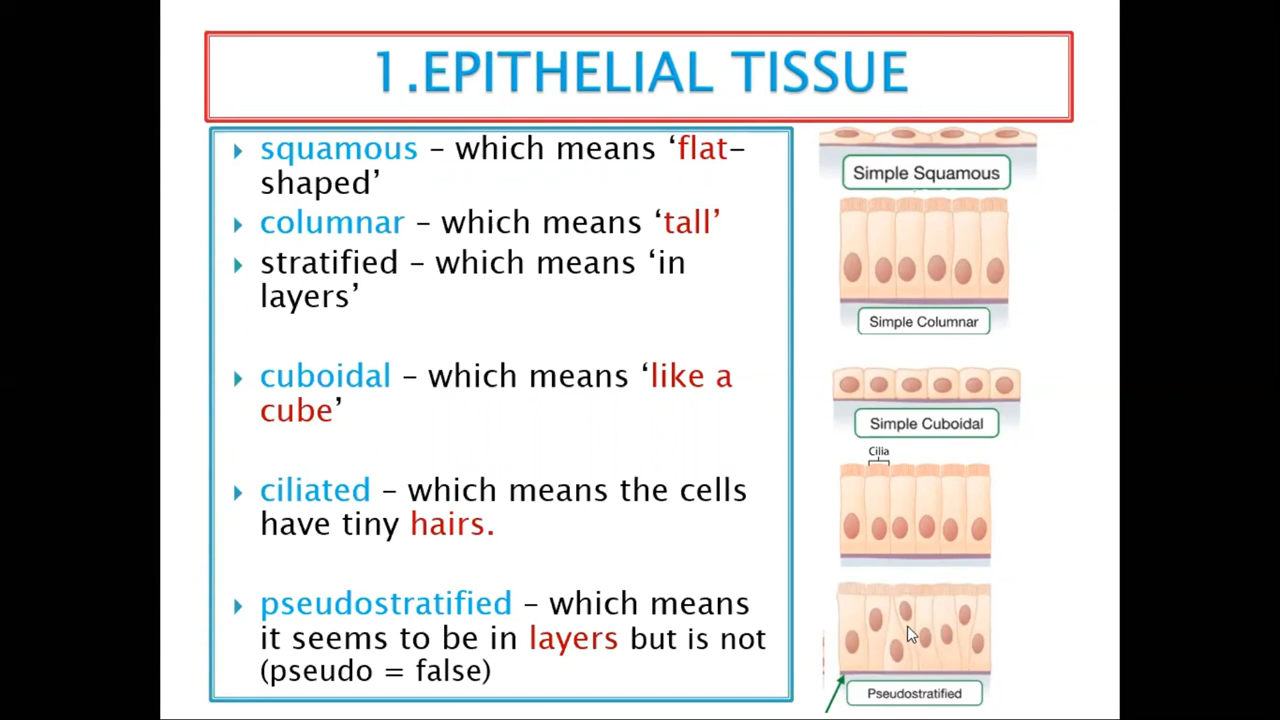 1.EPITHELIAL TISSUE
squamous – which means ‘flat-
shaped’
columnar – which means ‘tall’
stratified – which means ‘in
layers’
cuboidal – which means ‘like a
cube’
ciliated – which means the cells
have tiny hairs.
pseudostratified – which means
it seems to be in layers but is not
(pseudo = false)
Simple Squamous
Simple Columnar
Simple Cuboidal
Cilia
Pseudostratified